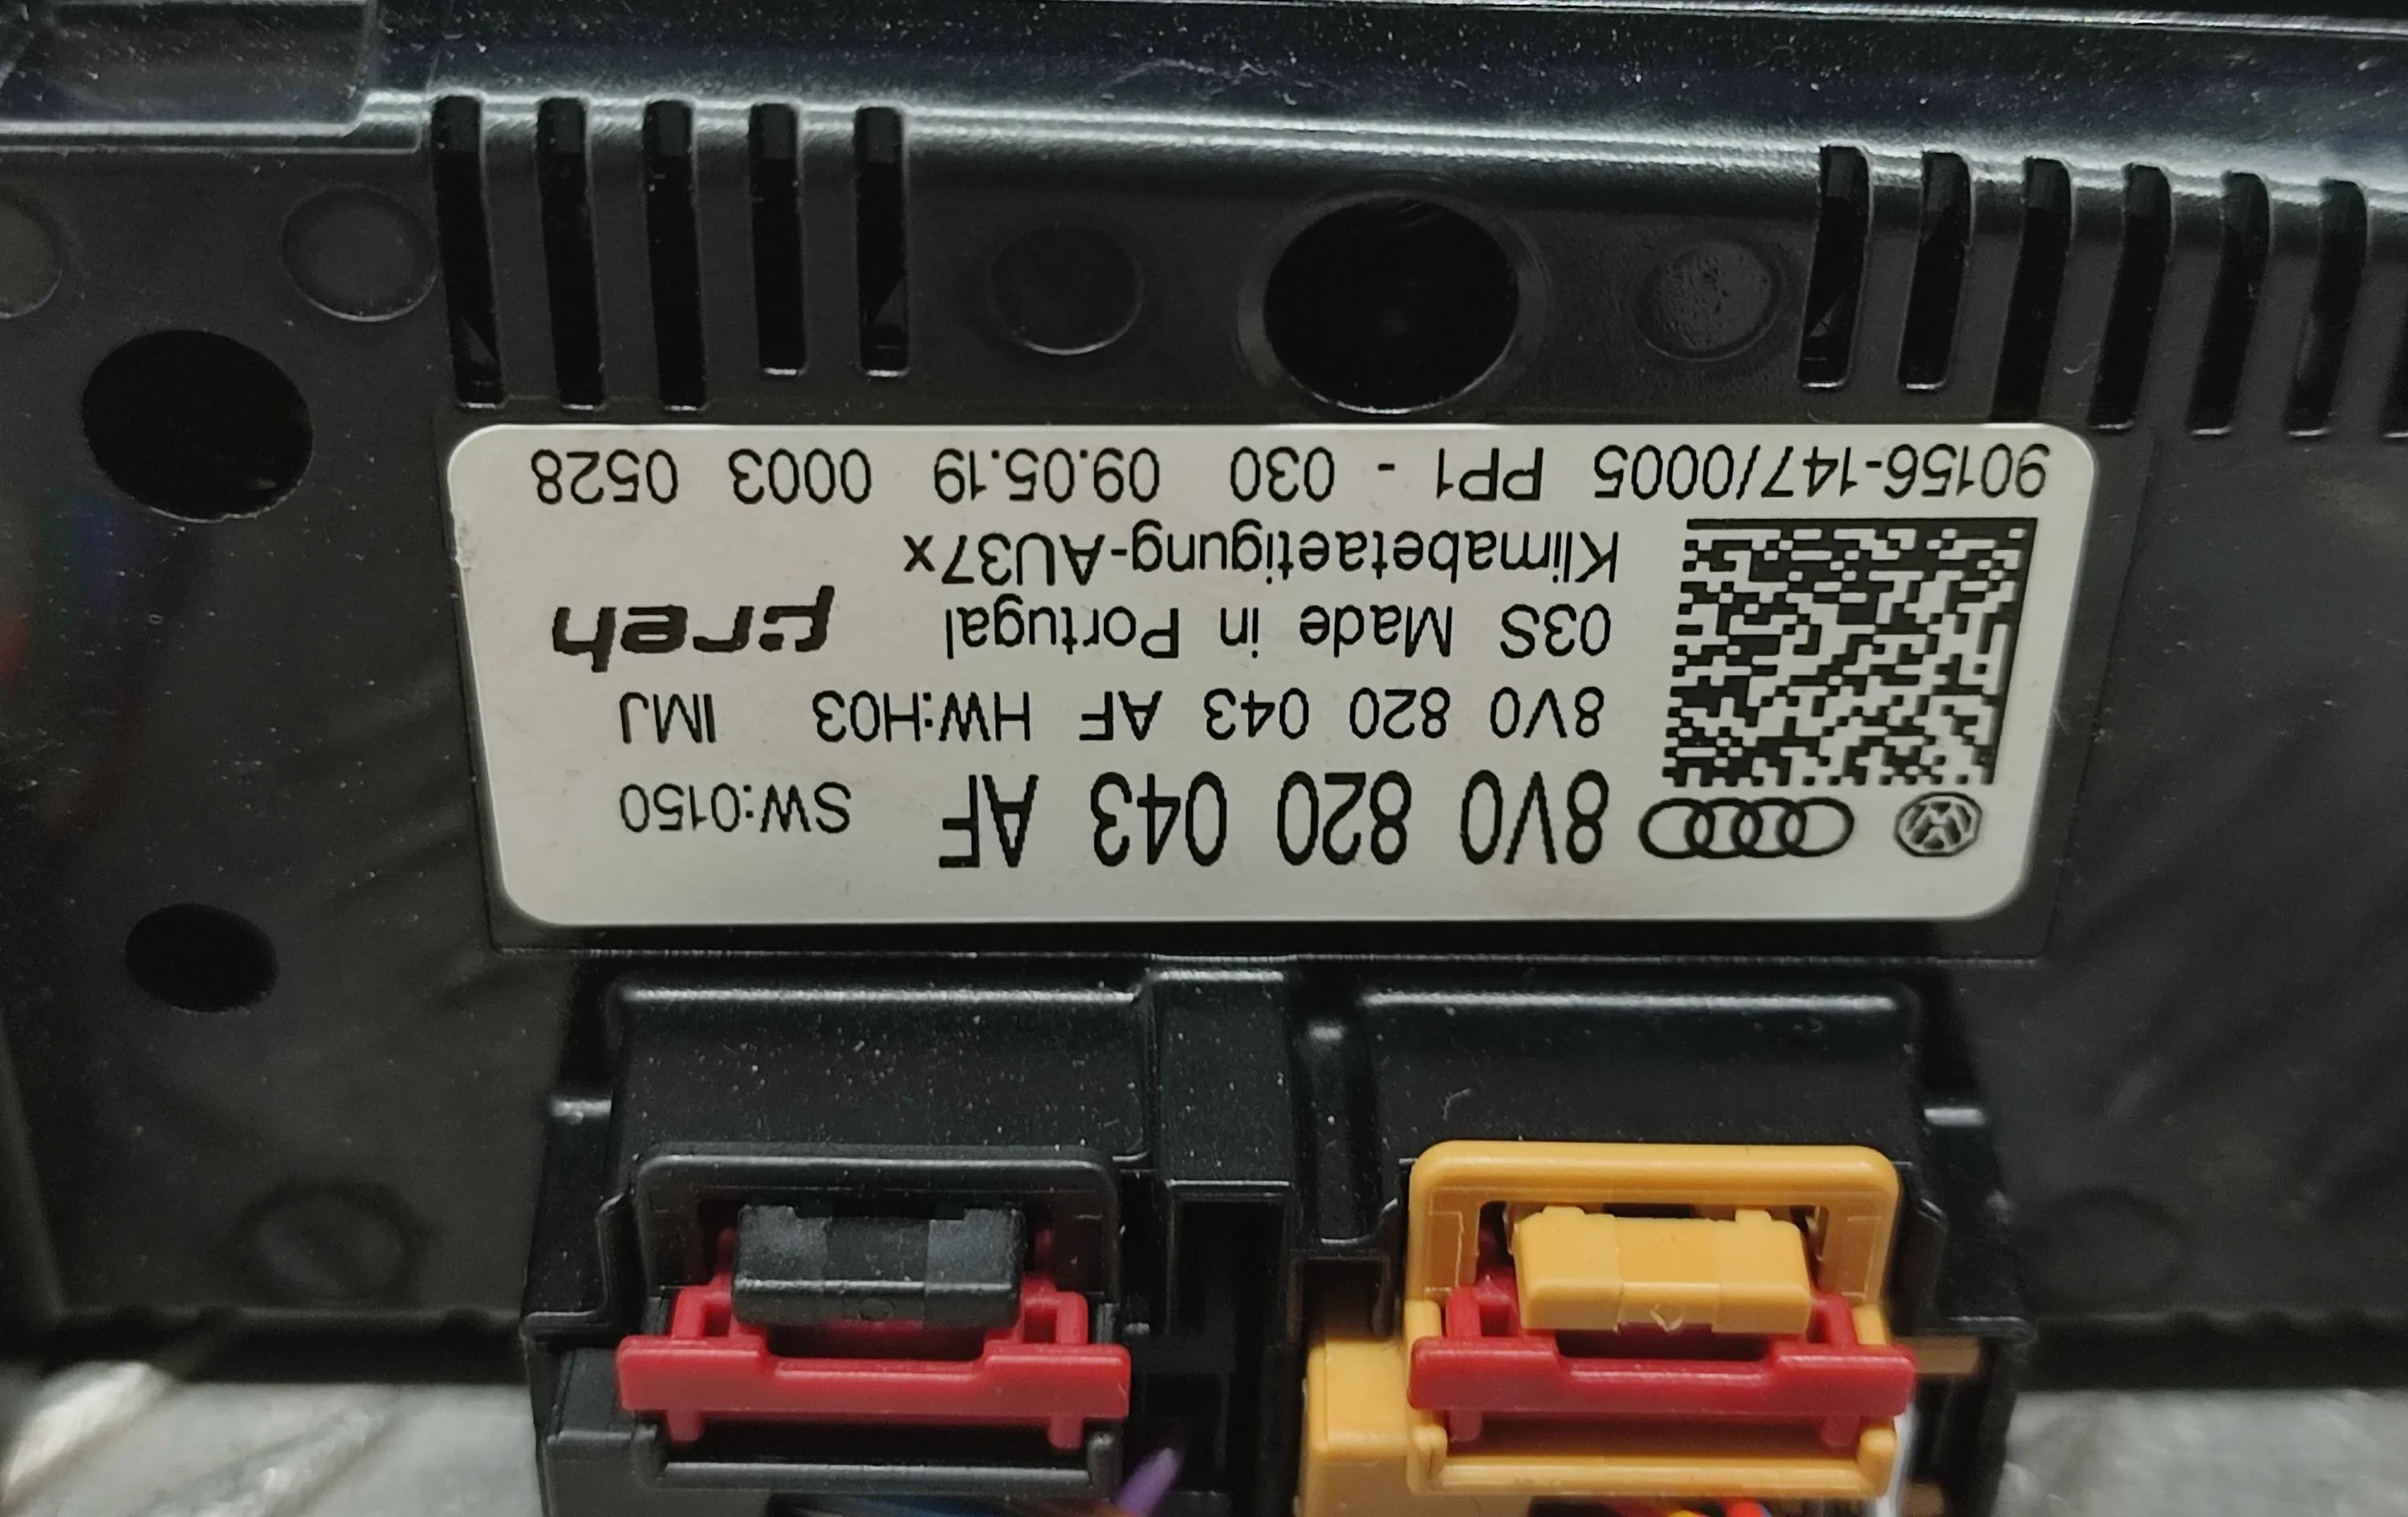 8V0 820 043 AF SW:0150
8V0 820 043 AF HW:H03 IMJ
03S Made in Portugal
preh
Klimabetaetigung-AU37x
90156-147/0005 PP1 - 030 09.05.19 0003 0528